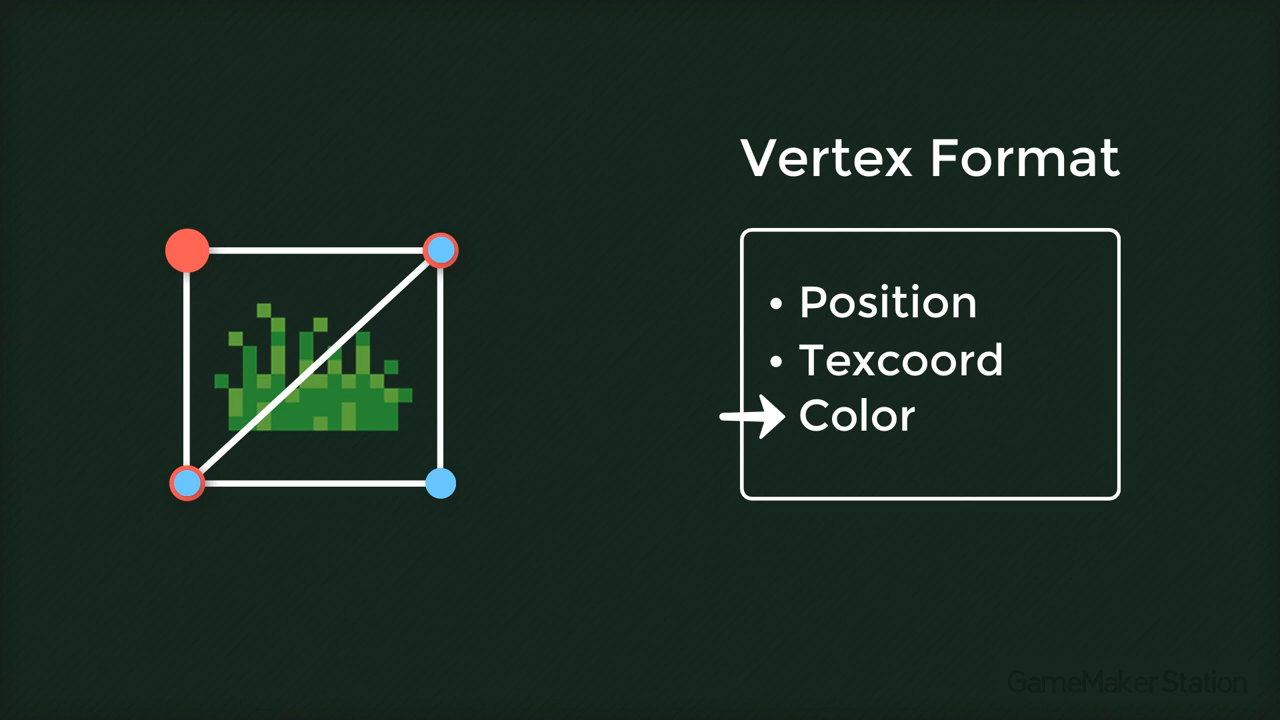 Vertex Format
• Position
• Texcoord
Color
GameMaker Station